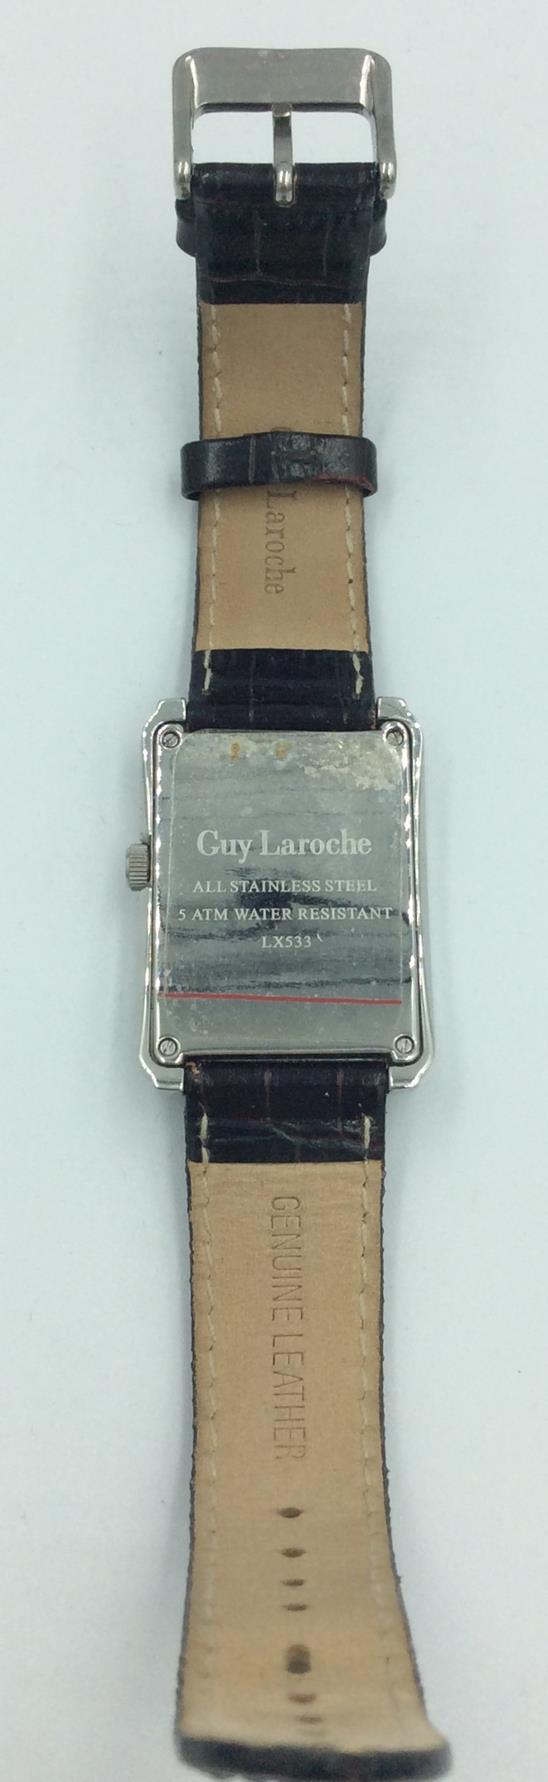 Laroche
Guy Laroche
ALL STAINLESS STEEL
5 ATM WATER RESISTANT
LX533
GENUINE LEATHER